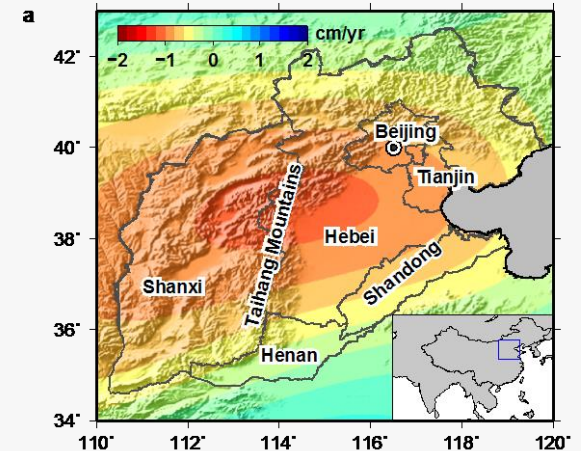 a
cm/yr
−2 −1 0 1 2
42˚
40˚
38˚
36˚
34˚
Beijing
Tianjin
Taihang Mountains
Hebei
Shanxi
Shandong
Henan
110˚ 112˚ 114˚ 116˚ 118˚ 120˚